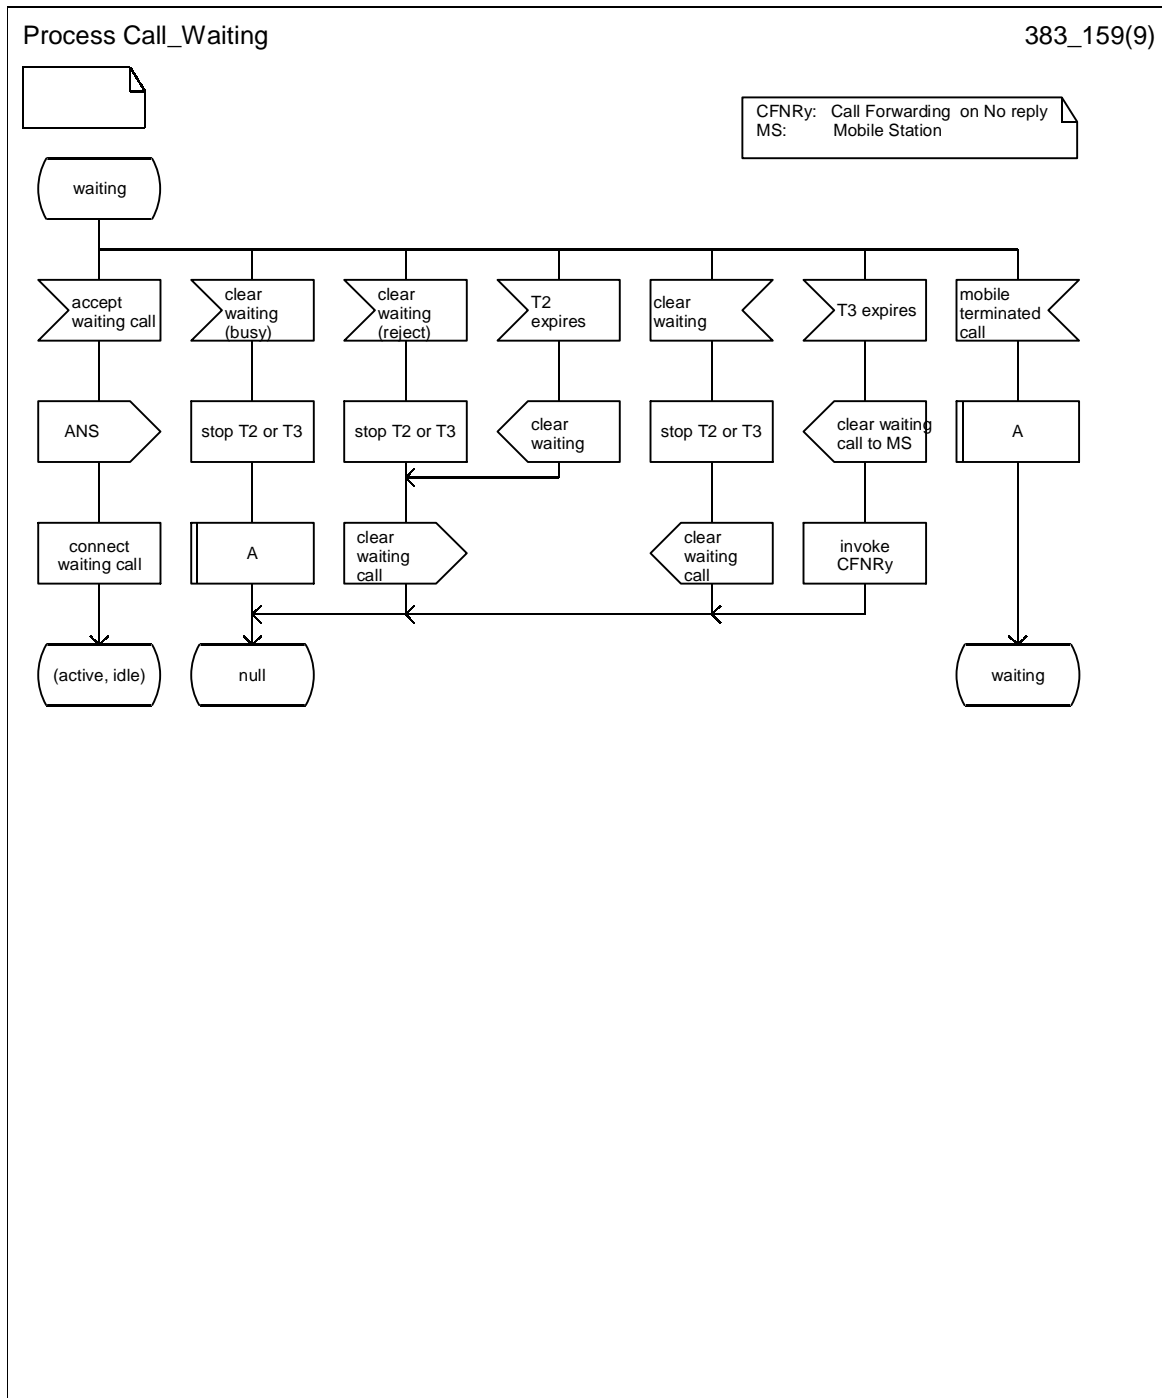 Process Call_Waiting
383_159(9)
CFNRy: Call Forwarding on No reply
MS: Mobile Station
waiting
accept
waiting call
clear
waiting
(busy)
clear
waiting
(reject)
T2
expires
clear
waiting
T3 expires
mobile
terminated
call
ANS
stop T2 or T3
stop T2 or T3
clear
waiting
stop T2 or T3
clear waiting
call to MS
A
connect
waiting call
A
clear
waiting
call
clear
waiting
call
invoke
CFNRy
(active, idle)
null
waiting